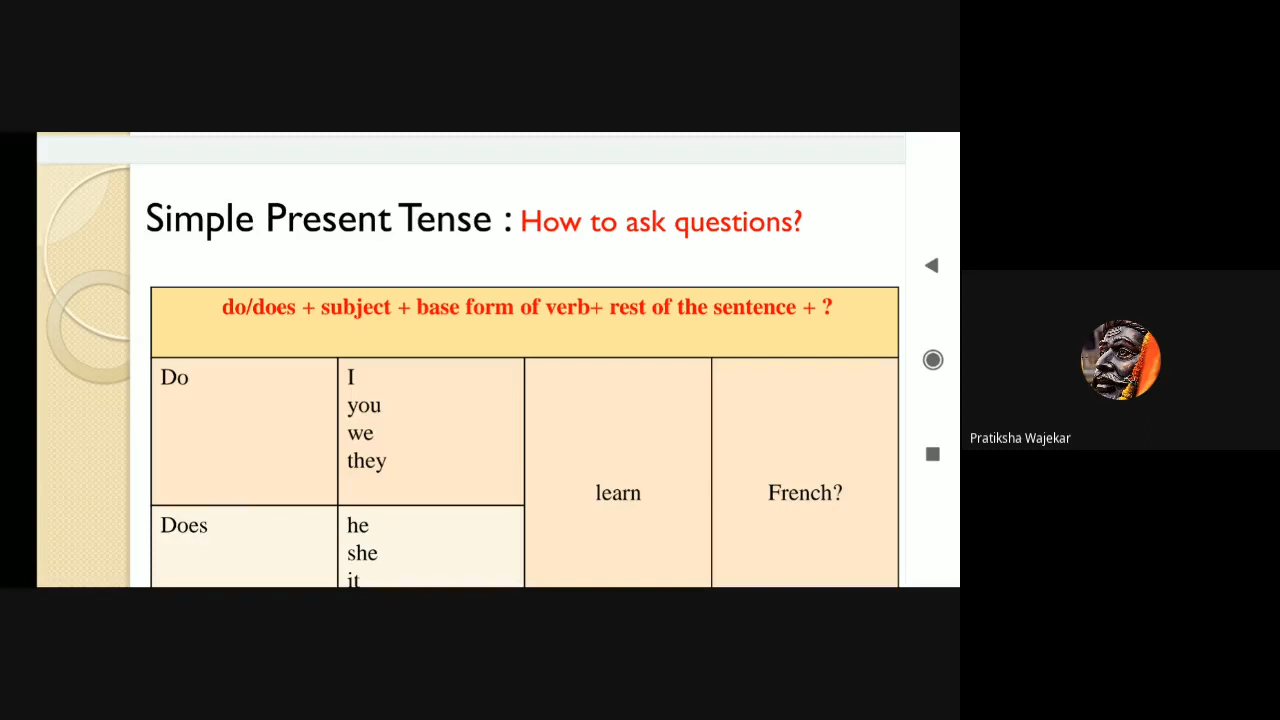 Simple Present Tense : How to ask questions?
do/does + subject + base form of verb+ rest of the sentence + ?
Do
I
you
we
they
learn
French?
Does
he
she
it
Pratiksha Wajekar